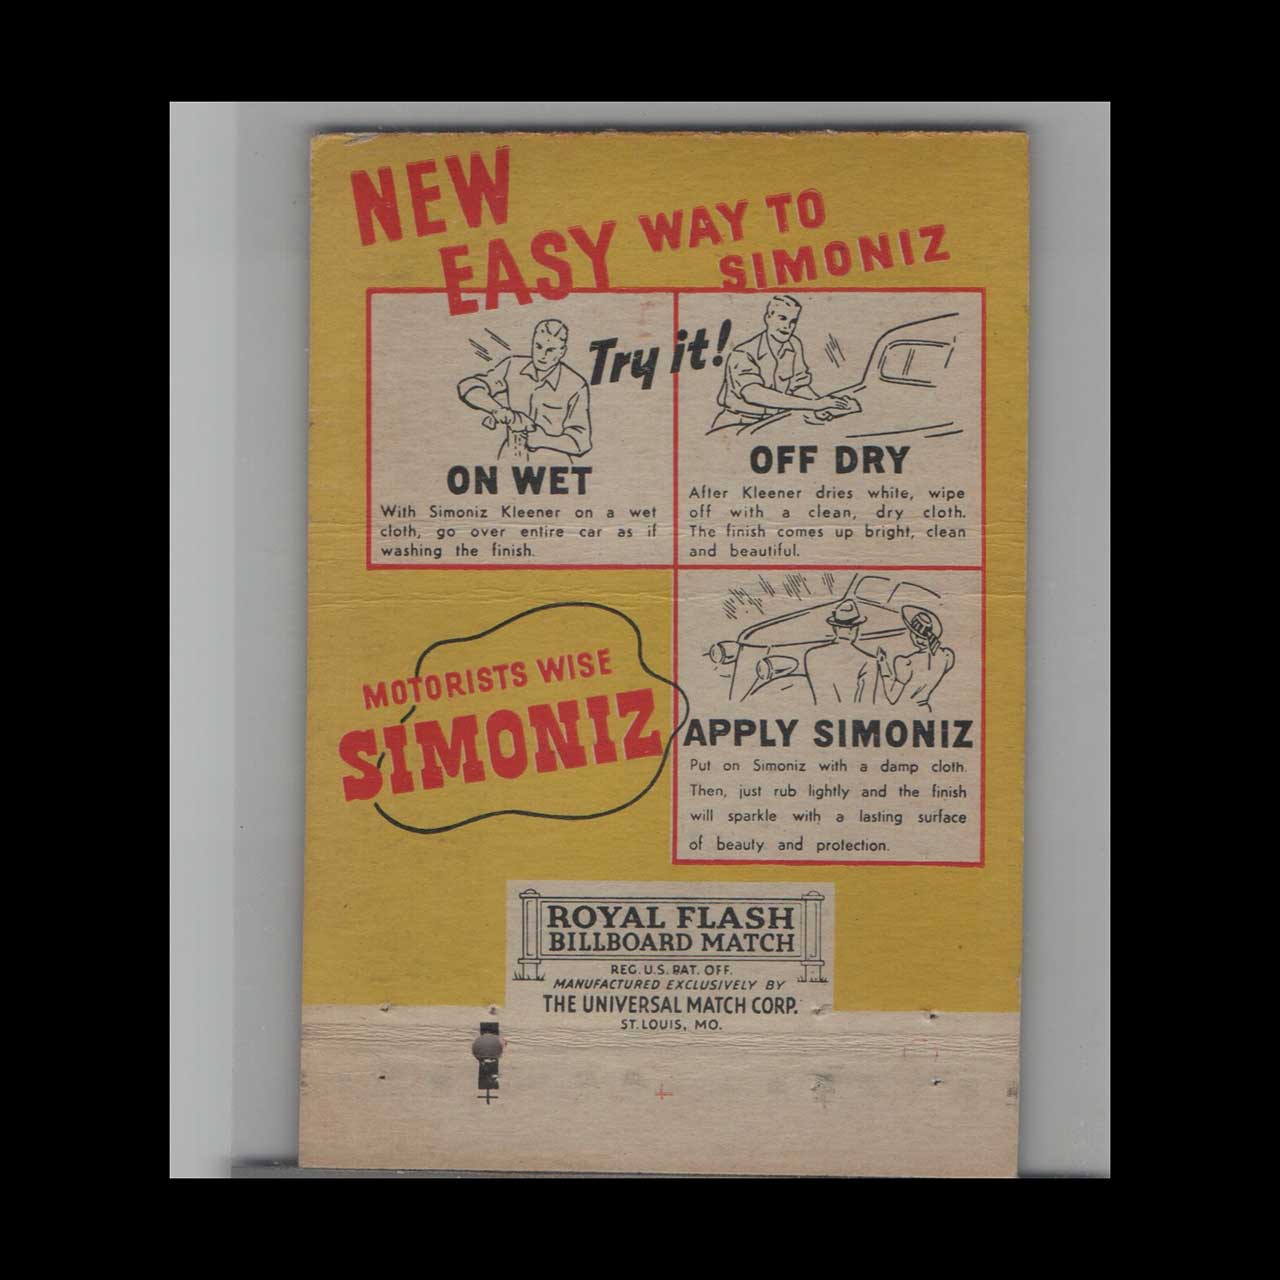 NEW
EASY WAY TO
SIMONIZ
Try it!
ON WET
With Simoniz Kleener on a wet
cloth, go over entire car as if
washing the finish.
OFF DRY
After Kleener dries white, wipe
off with a clean, dry cloth.
The finish comes up bright, clean
and beautiful.
MOTORISTS WISE
SIMONIZ
APPLY SIMONIZ
Put on Simoniz with a damp cloth.
Then, just rub lightly and the finish
will sparkle with a lasting surface
of beauty and protection.
ROYAL FLASH
BILLBOARD MATCH
REG. U.S. PAT. OFF.
MANUFACTURED EXCLUSIVELY BY
THE UNIVERSAL MATCH CORP.
ST. LOUIS, MO.